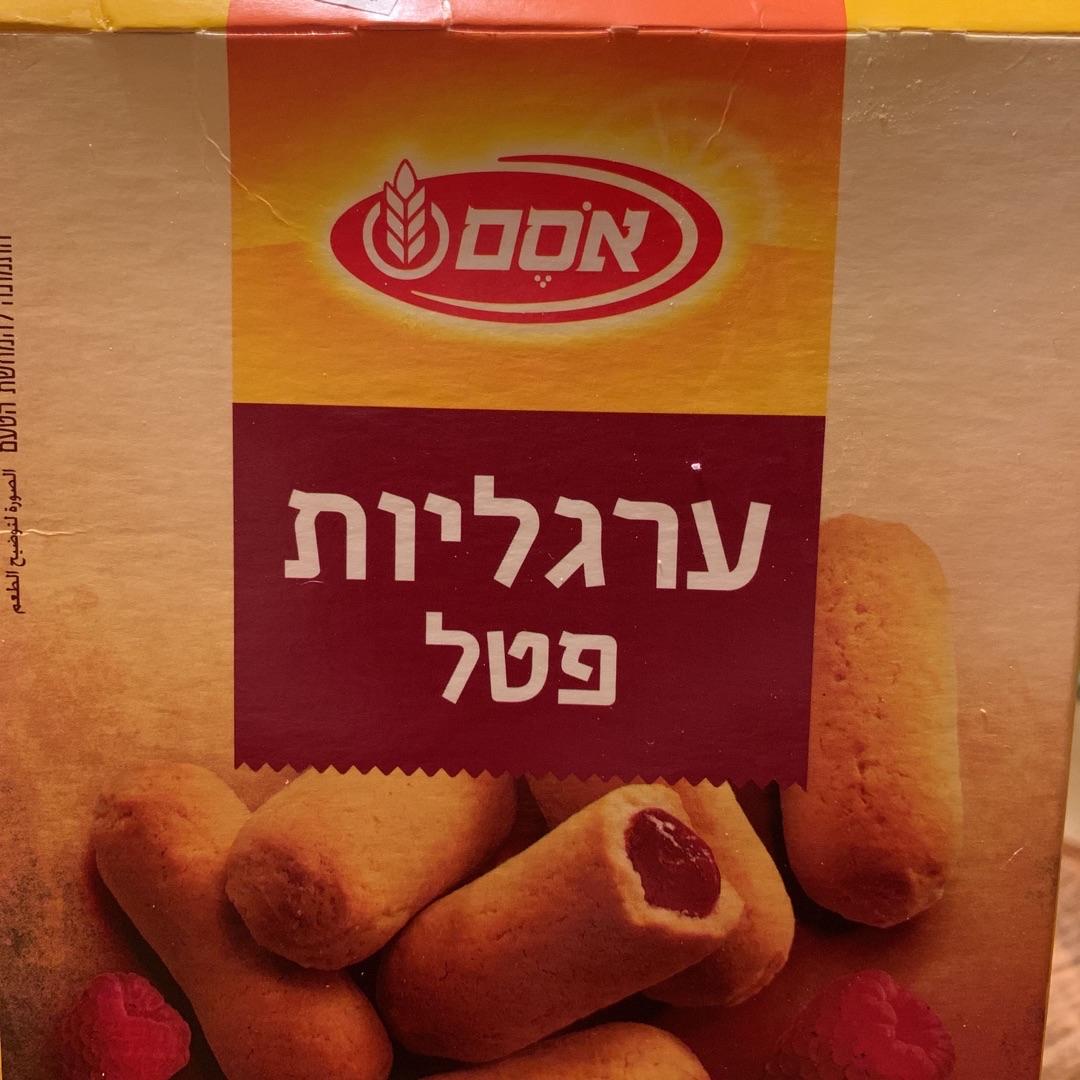 אסם
ערגליות
פטל
התמונה להמחשת הטעם
الصورة لتوضيح الطعم